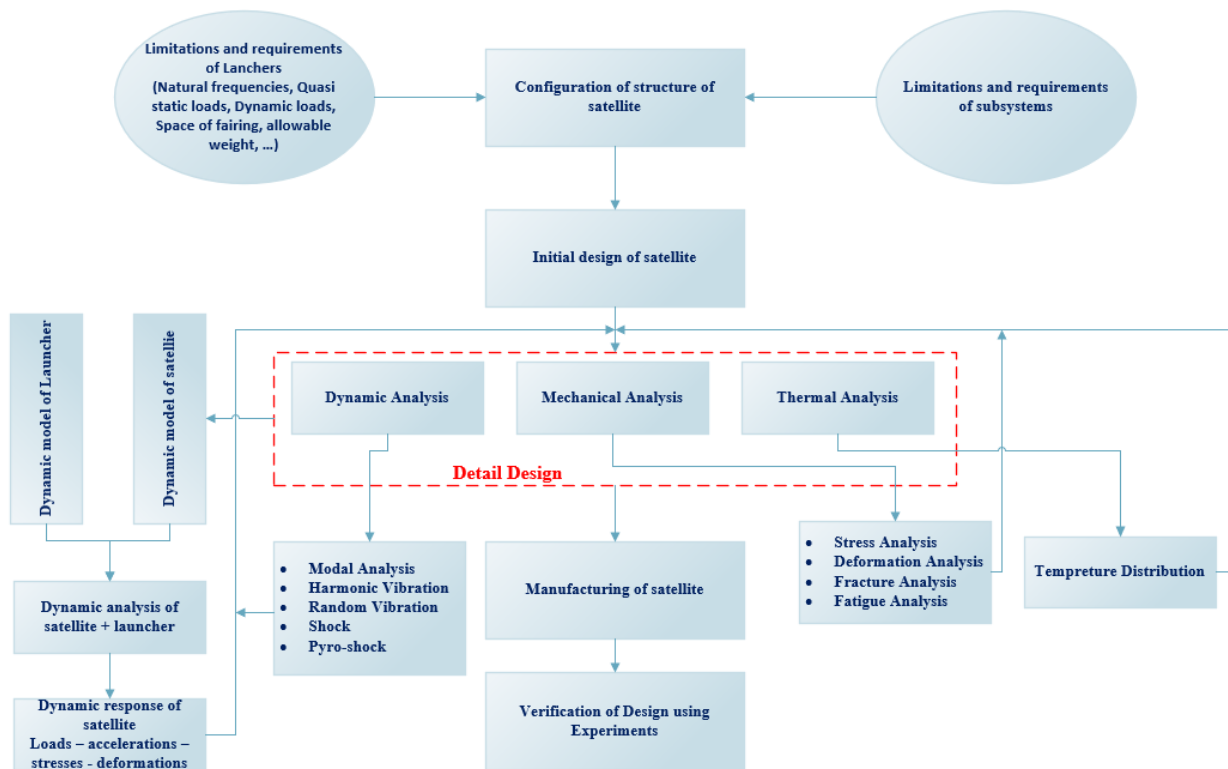 Limitations and requirements
of Lanchers
(Natural frequencies, Quasi
static loads, Dynamic loads,
Space of fairing, allowable
weight, ...)
Configuration of structure of
satellite
Limitations and requirements
of subsystems
Initial design of satellite
Dynamic model of Launcher
Dynamic model of satellie
Dynamic Analysis
Mechanical Analysis
Thermal Analysis
Detail Design
• Modal Analysis
• Harmonic Vibration
• Random Vibration
• Shock
• Pyro-shock
Manufacturing of satellite
• Stress Analysis
• Deformation Analysis
• Fracture Analysis
• Fatigue Analysis
Tempreture Distribution
Dynamic analysis of
satellite + launcher
Dynamic response of
satellite
Loads – accelerations –
stresses - deformations
Verification of Design using
Experiments